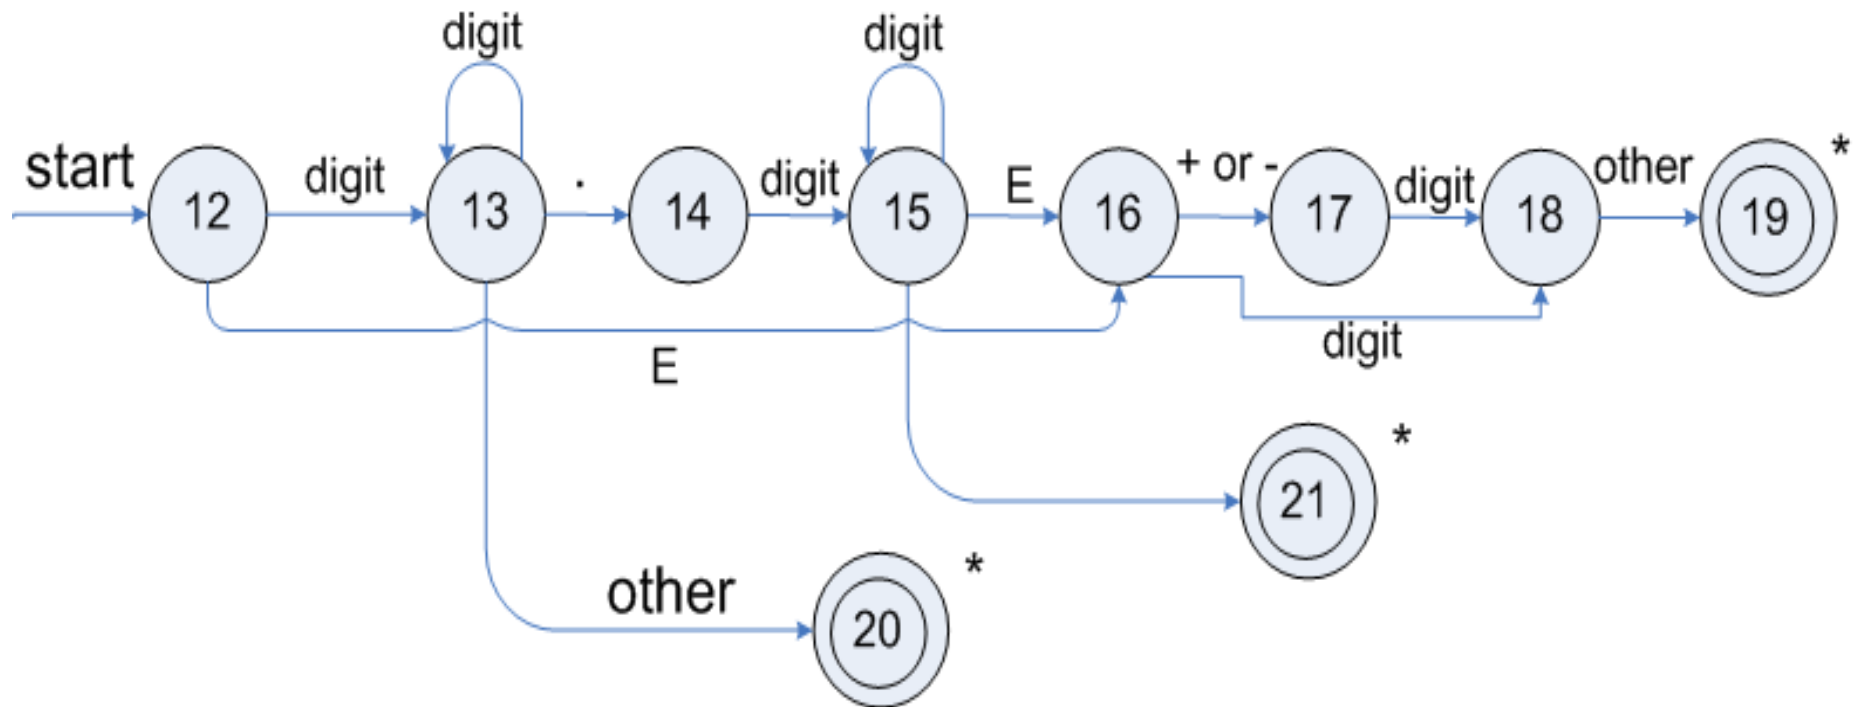 digit
digit
start
digit
.
digit
E
+ or -
digit
other
*
12
13
14
15
16
17
18
19
E
digit
*
21
*
other
20